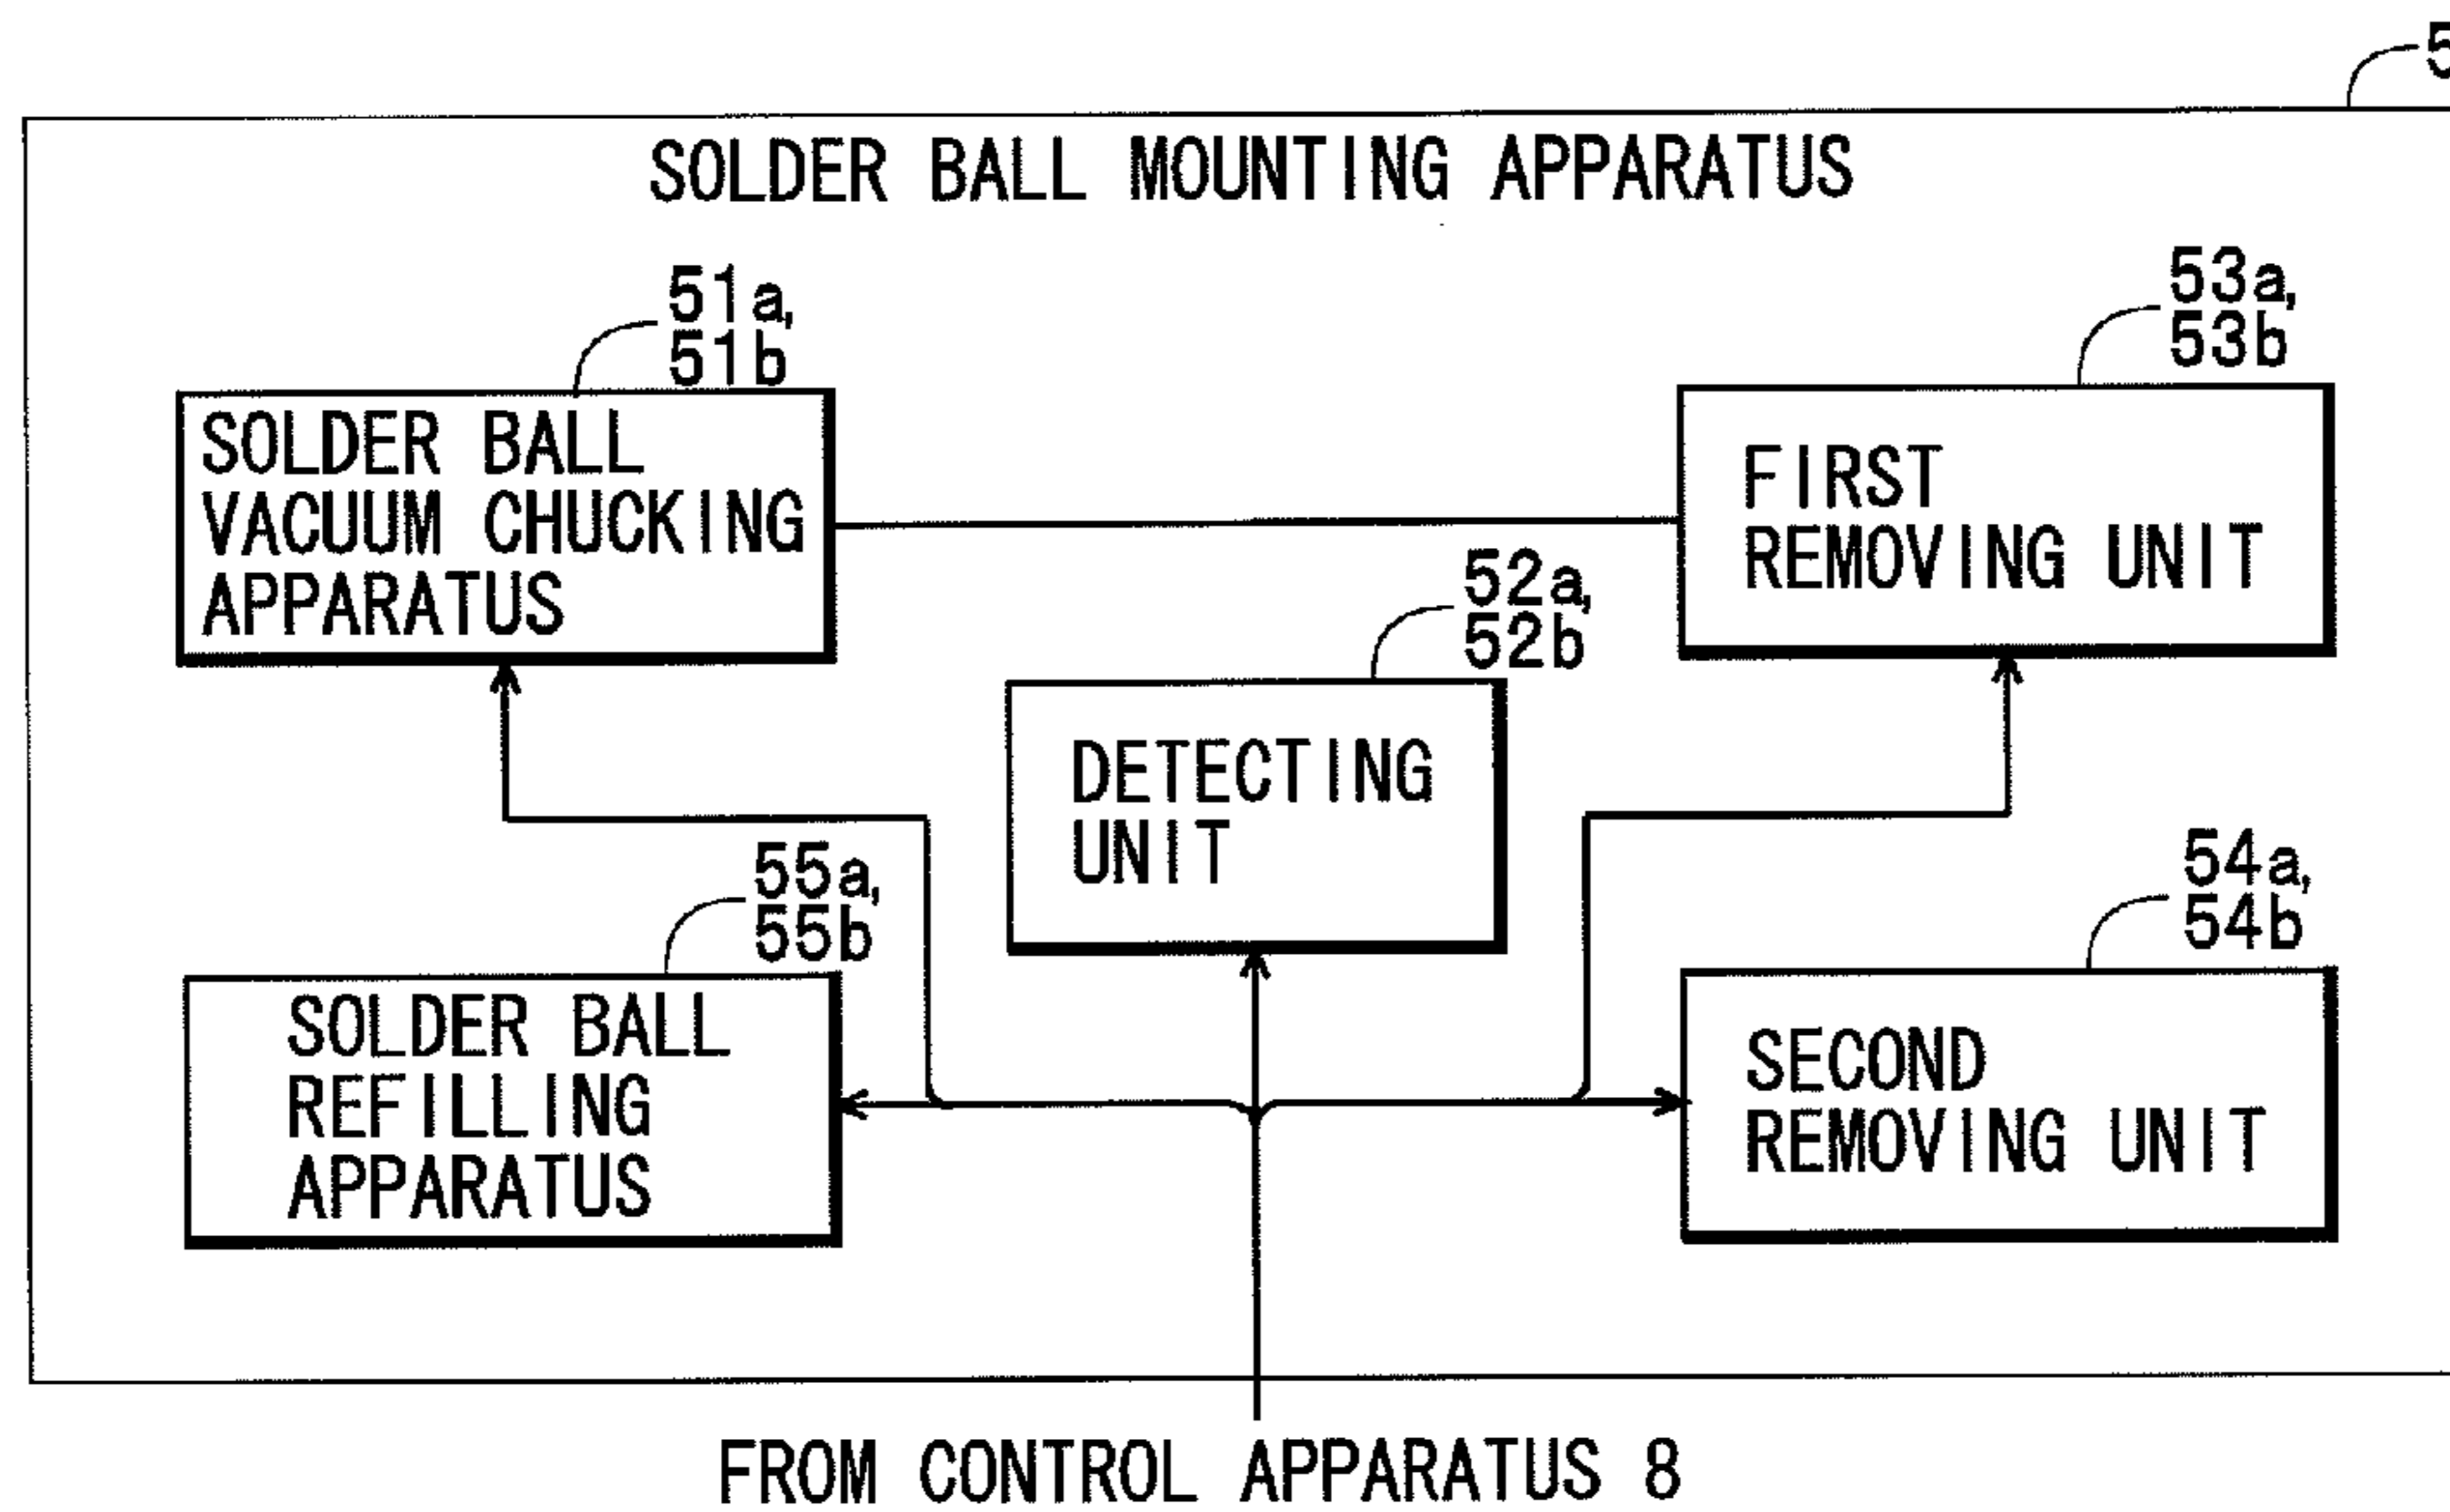 5
SOLDER BALL MOUNTING APPARATUS
51a,
51b
53a,
53b
SOLDER BALL
VACUUM CHUCKING
APPARATUS
FIRST
REMOVING UNIT
52a,
52b
DETECTING
UNIT
55a,
55b
54a,
54b
SOLDER BALL
REFILLING
APPARATUS
SECOND
REMOVING UNIT
FROM CONTROL APPARATUS 8